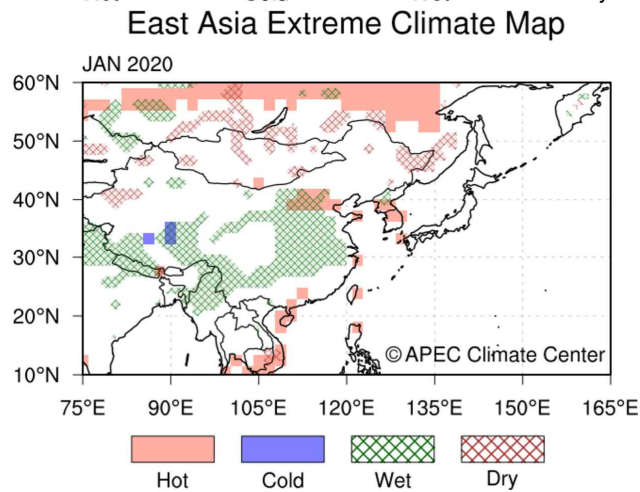 East Asia Extreme Climate Map
JAN 2020
60°N
50°N
40°N
30°N
20°N
10°N
©APEC Climate Center
75°E 90°E 105°E 120°E 135°E 150°E 165°E
Hot Cold Wet Dry